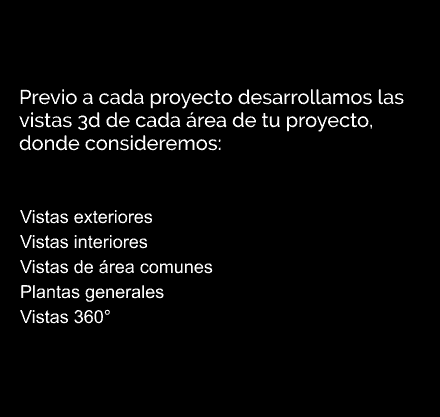 Previo a cada proyecto desarrollamos las
vistas 3d de cada área de tu proyecto,
donde consideremos:
Vistas exteriores
Vistas interiores
Vistas de área comunes
Plantas generales
Vistas 360°